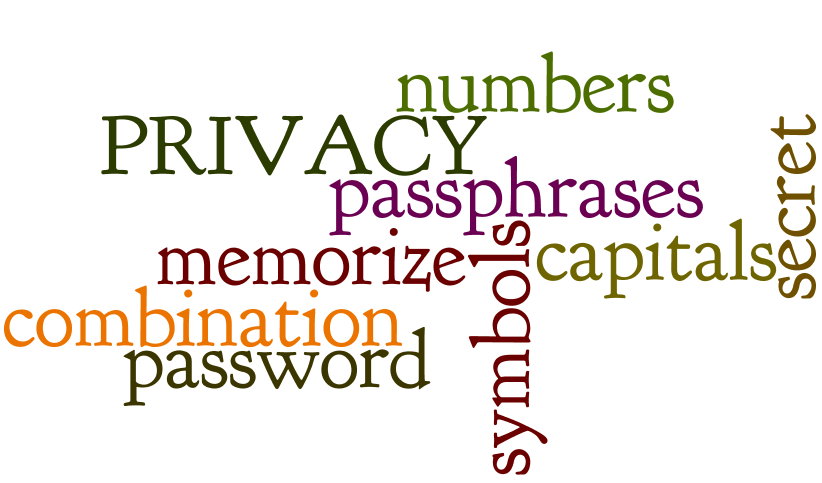 numbers
PRIVACY
passphrases
secret
memorize
capitals
symbols
combination
password